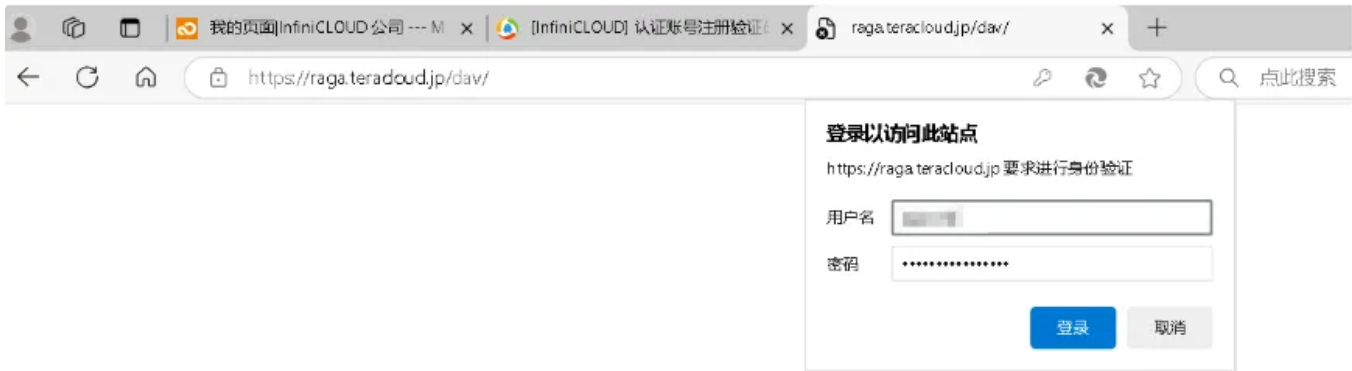 我的页面|InfiniCLOUD 公司 --- M
[InfiniCLOUD] 认证账号注册验证
raga.teracloud.jp/dav/
https://raga.teracloud.jp/dav/
点此搜索
登录以访问此站点
https://raga.teracloud.jp 要求进行身份验证
用户名
密码 ••••••••••••••••
登录 取消